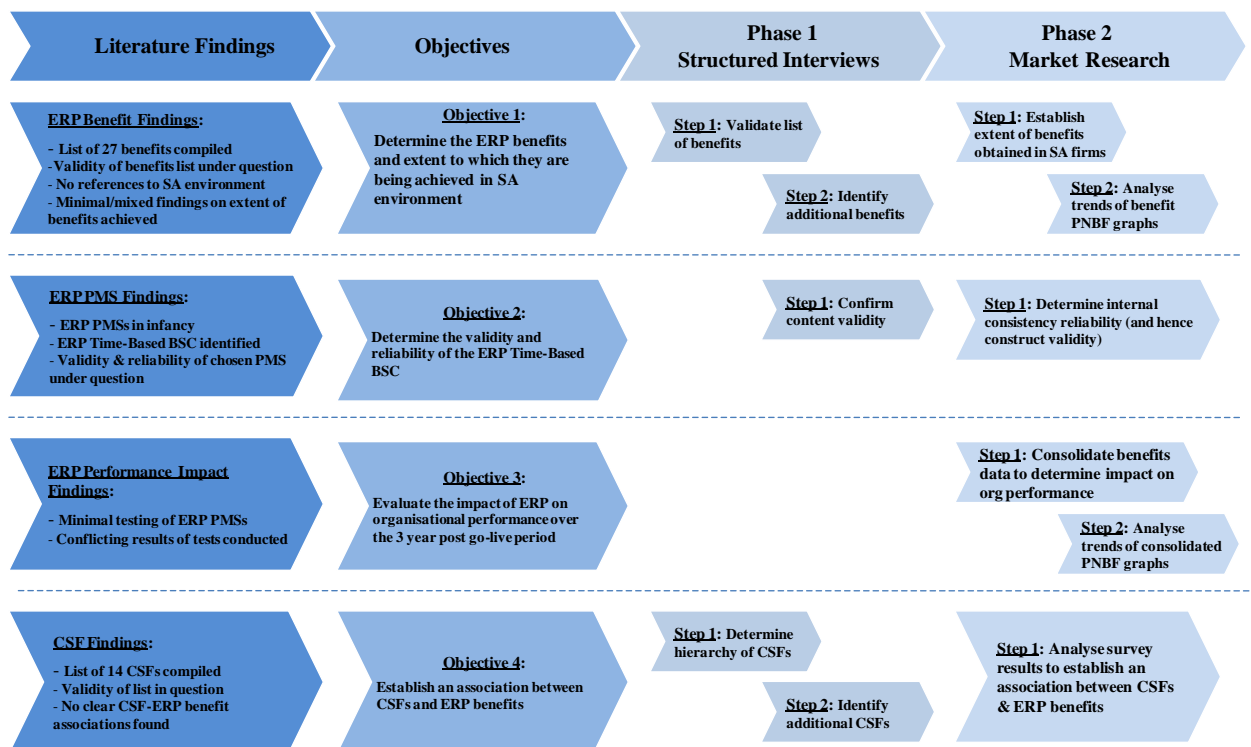 Literature Findings
Objectives
Phase 1
Structured Interviews
Phase 2
Market Research
ERP Benefit Findings:
- List of 27 benefits compiled
-Validity of benefits list under question
- No references to SA environment
- Minimal/mixed findings on extent of
benefits achieved
Objective 1:
Determine the ERP benefits
and extent to which they are
being achieved in SA
environment
Step 1: Validate list
of benefits
Step 2: Identify
additional benefits
Step 1: Establish
extent of benefits
obtained in SA firms
Step 2: Analyse
trends of benefit
PNBF graphs
ERP PMS Findings:
- ERP PMSs in infancy
- ERP Time-Based BSC identified
- Validity & reliability of chosen PMS
under question
Objective 2:
Determine the validity and
reliability of the ERP Time-Based
BSC
Step 1: Confirm
content validity
Step 1: Determine internal
consistency reliability (and hence
construct validity)
ERP Performance Impact
Findings:
- Minimal testing of ERP PMSs
- Conflicting results of tests conducted
Objective 3:
Evaluate the impact of ERP on
organisational performance over
the 3 year post go-live period
Step 1: Consolidate benefits
data to determine impact on
org performance
Step 2: Analyse
trends of consolidated
PNBF graphs
CSF Findings:
- List of 14 CSFs compiled
- Validity of list in question
- No clear CSF-ERP benefit
associations found
Objective 4:
Establish an association between
CSFs and ERP benefits
Step 1: Determine
hierarchy of CSFs
Step 2: Identify
additional CSFs
Step 1: Analyse survey
results to establish an
association between CSFs
& ERP benefits